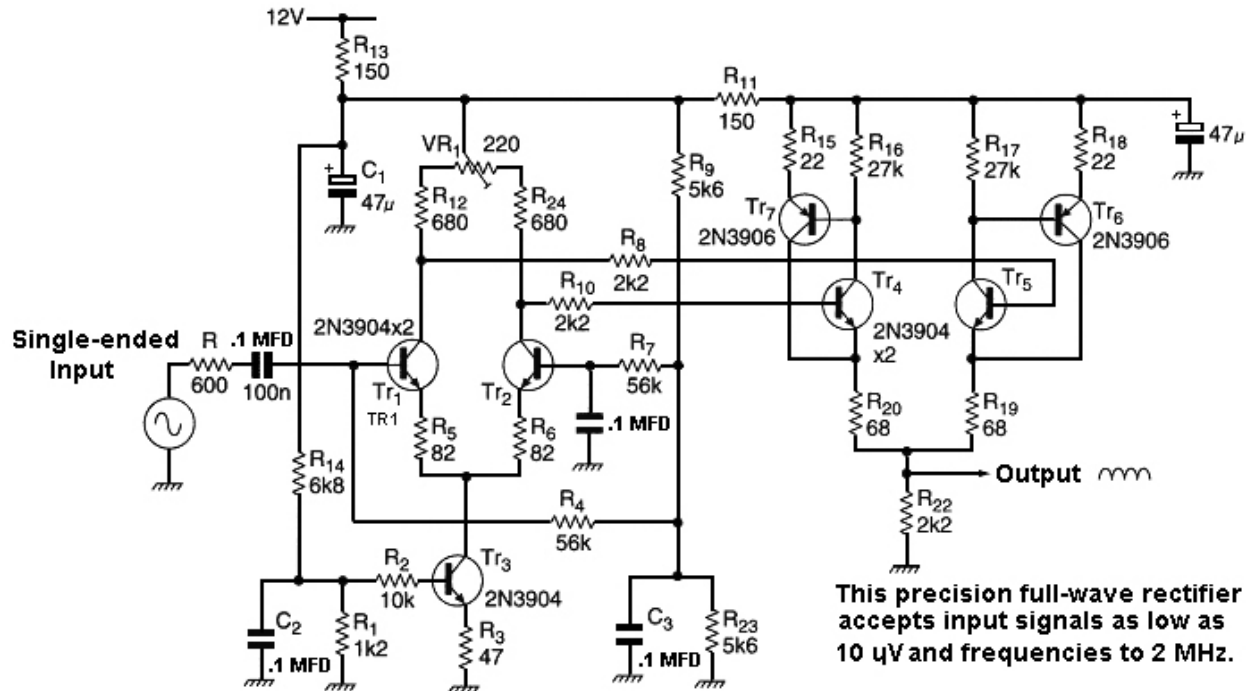 12V
R13
150
R11
150
R15
22
R16
27k
R17
27k
R18
22
+
47µ
VR1
220
R9
5k6
+
C1
47µ
R12
680
R24
680
Tr7
2N3906
Tr6
2N3906
R8
2k2
R10
2k2
Tr4
Tr5
2N3904
x2
Single-ended
Input
R
600
.1 MFD
100n
2N3904x2
Tr1
TR1
Tr2
R7
56k
.1 MFD
R5
82
R6
82
R20
68
R19
68
Output
R14
6k8
R4
56k
R22
2k2
R2
10k
Tr3
2N3904
C2
.1 MFD
R1
1k2
R3
47
C3
.1 MFD
R23
5k6
This precision full-wave rectifier
accepts input signals as low as
10 ųV and frequencies to 2 MHz.